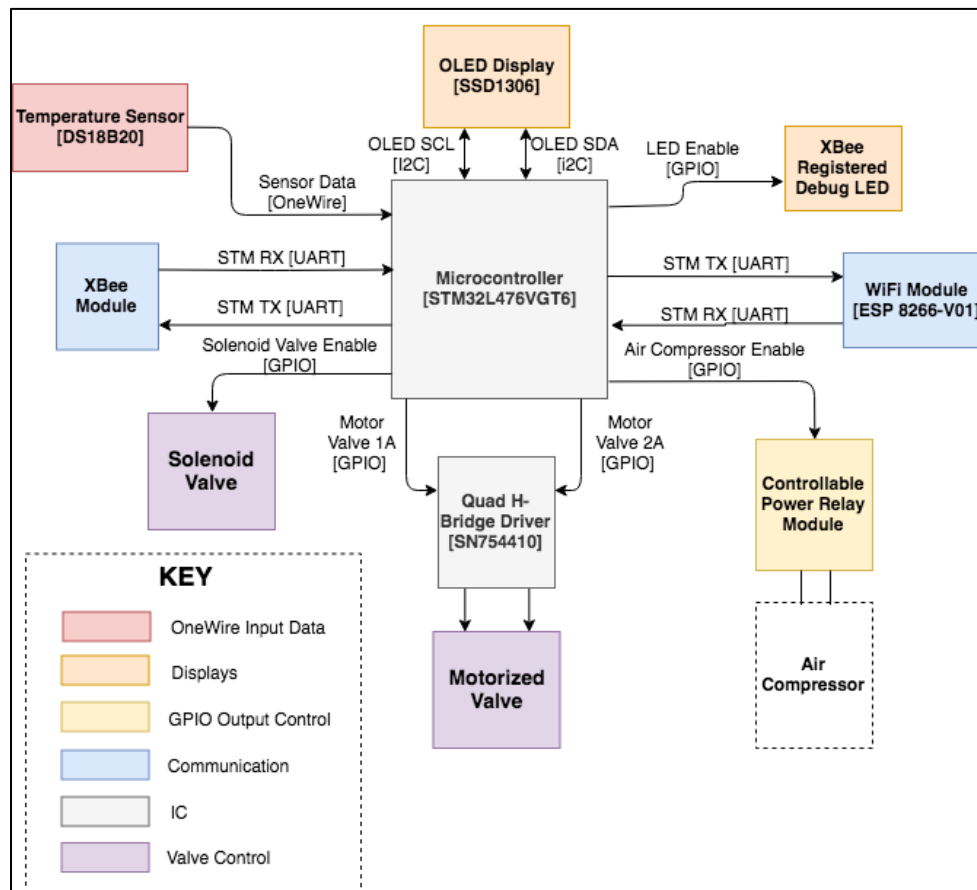 OLED Display
[SSD1306]
Temperature Sensor
[DS18B20]
XBee
Registered
Debug LED
OLED SCL
[I2C]
OLED SDA
[i2C]
LED Enable
[GPIO]
Sensor Data
[OneWire]
Microcontroller
[STM32L476VGT6]
XBee
Module
STM RX [UART]
STM TX [UART]
STM TX [UART]
STM RX [UART]
WiFi Module
[ESP 8266-V01]
Solenoid Valve Enable
[GPIO]
Air Compressor Enable
[GPIO]
Solenoid
Valve
Motor
Valve 1A
[GPIO]
Motor
Valve 2A
[GPIO]
Quad H-
Bridge Driver
[SN754410]
Controllable
Power Relay
Module
Motorized
Valve
Air
Compressor
KEY
OneWire Input Data
Displays
GPIO Output Control
Communication
IC
Valve Control